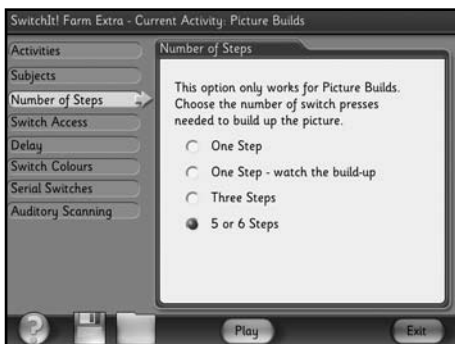 SwitchIt! Farm Extra - Current Activity: Picture Builds
Activities
Subjects
Number of Steps
Switch Access
Delay
Switch Colours
Serial Switches
Auditory Scanning
Number of Steps
This option only works for Picture Builds.
Choose the number of switch presses
needed to build up the picture.
One Step
One Step - watch the build-up
Three Steps
5 or 6 Steps
?
Play
Exit